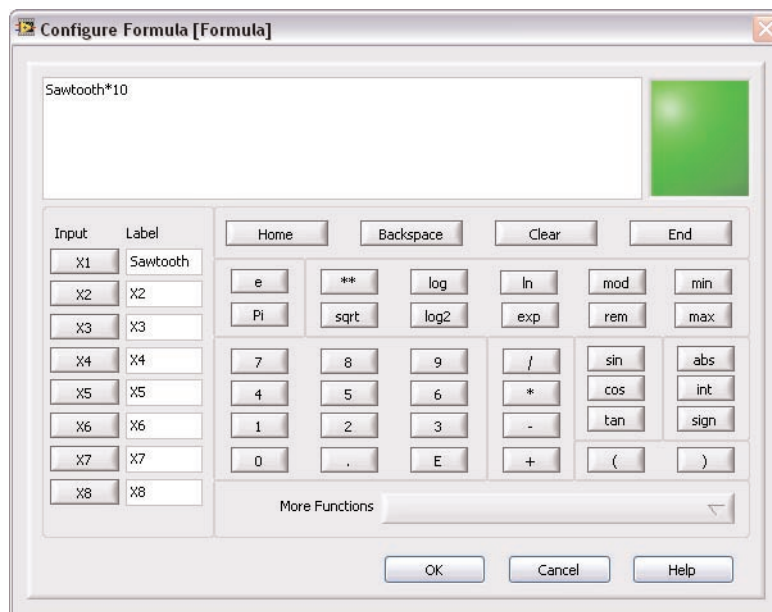 Configure Formula [Formula]
Sawtooth*10
Input Label
Home Backspace Clear End
X1 Sawtooth
e ** log ln mod min
X2 X2
Pi sqrt log2 exp rem max
X3 X3
X4 X4
7 8 9 / sin abs
X5 X5
4 5 6 * cos int
X6 X6
1 2 3 - tan sign
X7 X7
0 . E + ( )
X8 X8
More Functions
OK Cancel Help